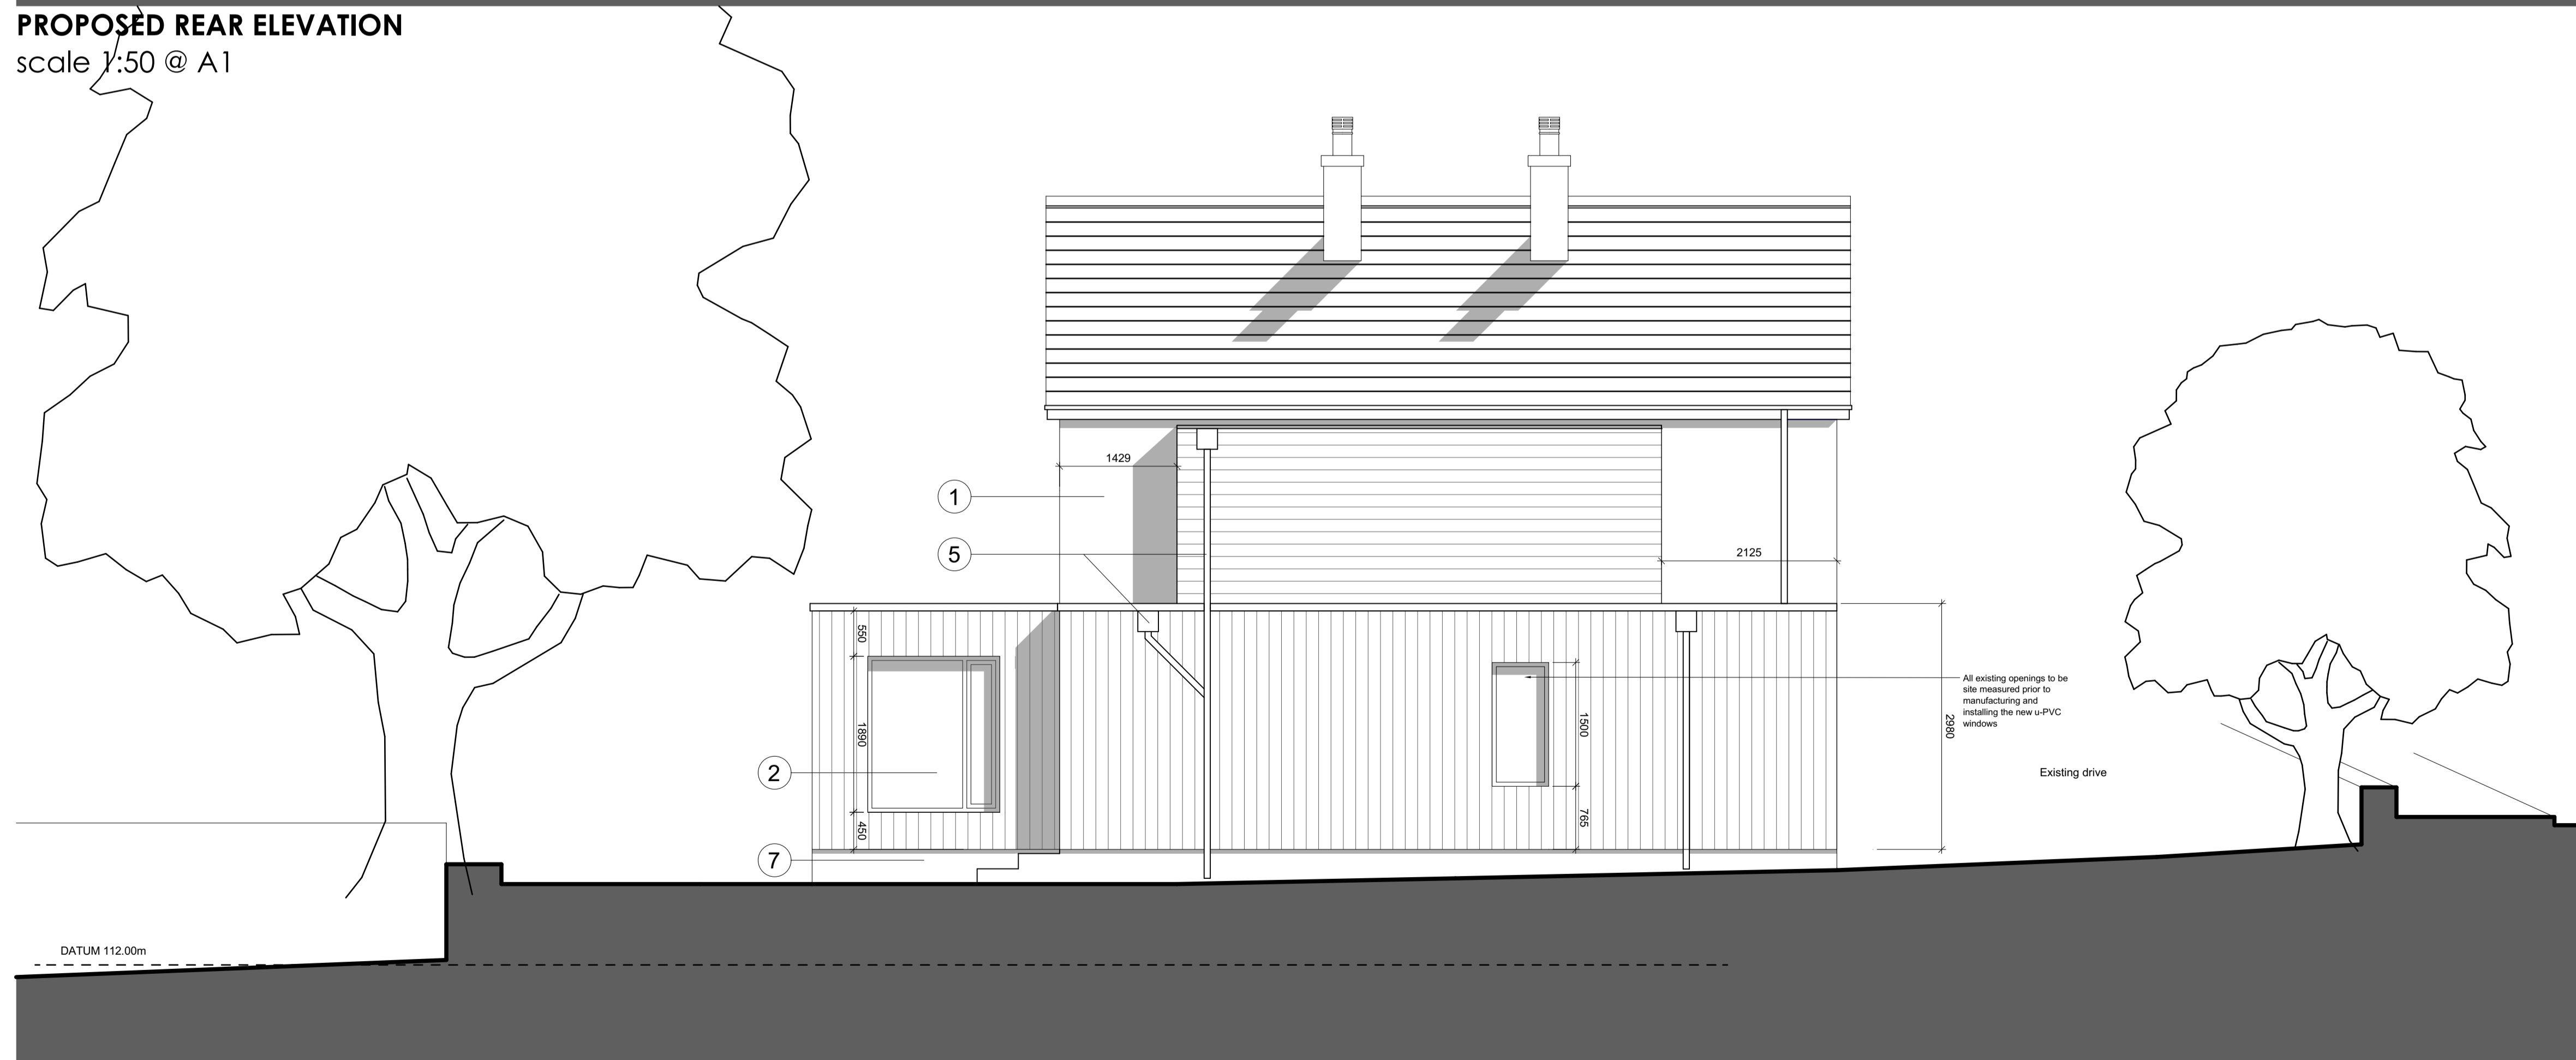 PROPOSED REAR ELEVATION
scale 1:50 @ A1
1429
1
5
2125
550
1890
450
2
7
1500
765
2980
All existing openings to be
site measured prior to
manufacturing and
installing the new u-PVC
windows
Existing drive
DATUM 112.00m